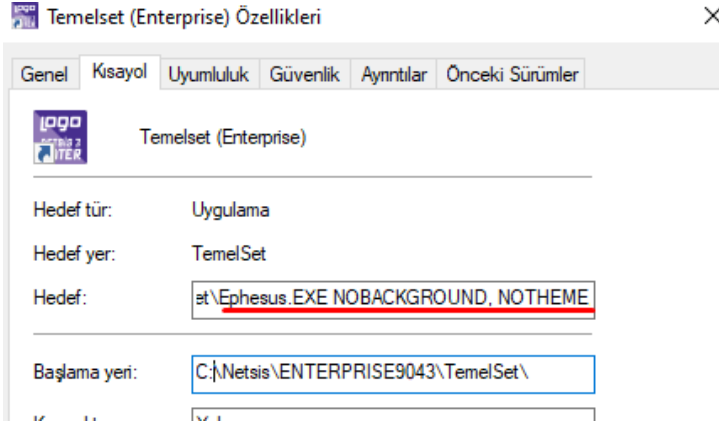 Temelset (Enterprise) Özellikleri
Genel Kısayol Uyumluluk Güvenlik Ayrıntılar Önceki Sürümler
LOGO
Temelset (Enterprise)
Hedef tür: Uygulama
Hedef yer: TemelSet
Hedef: et\Ephesus.EXE NOBACKGROUND, NOTHEME
Başlama yeri: C:\Netsis\ENTERPRISE9043\TemelSet\